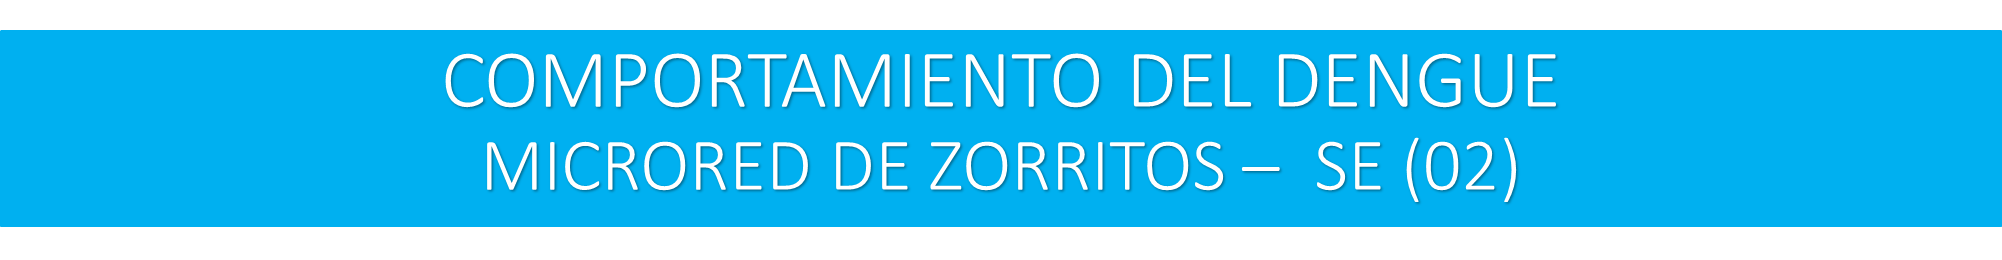 COMPORTAMIENTO DEL DENGUE
MICRORED DE ZORRITOS – SE (02)